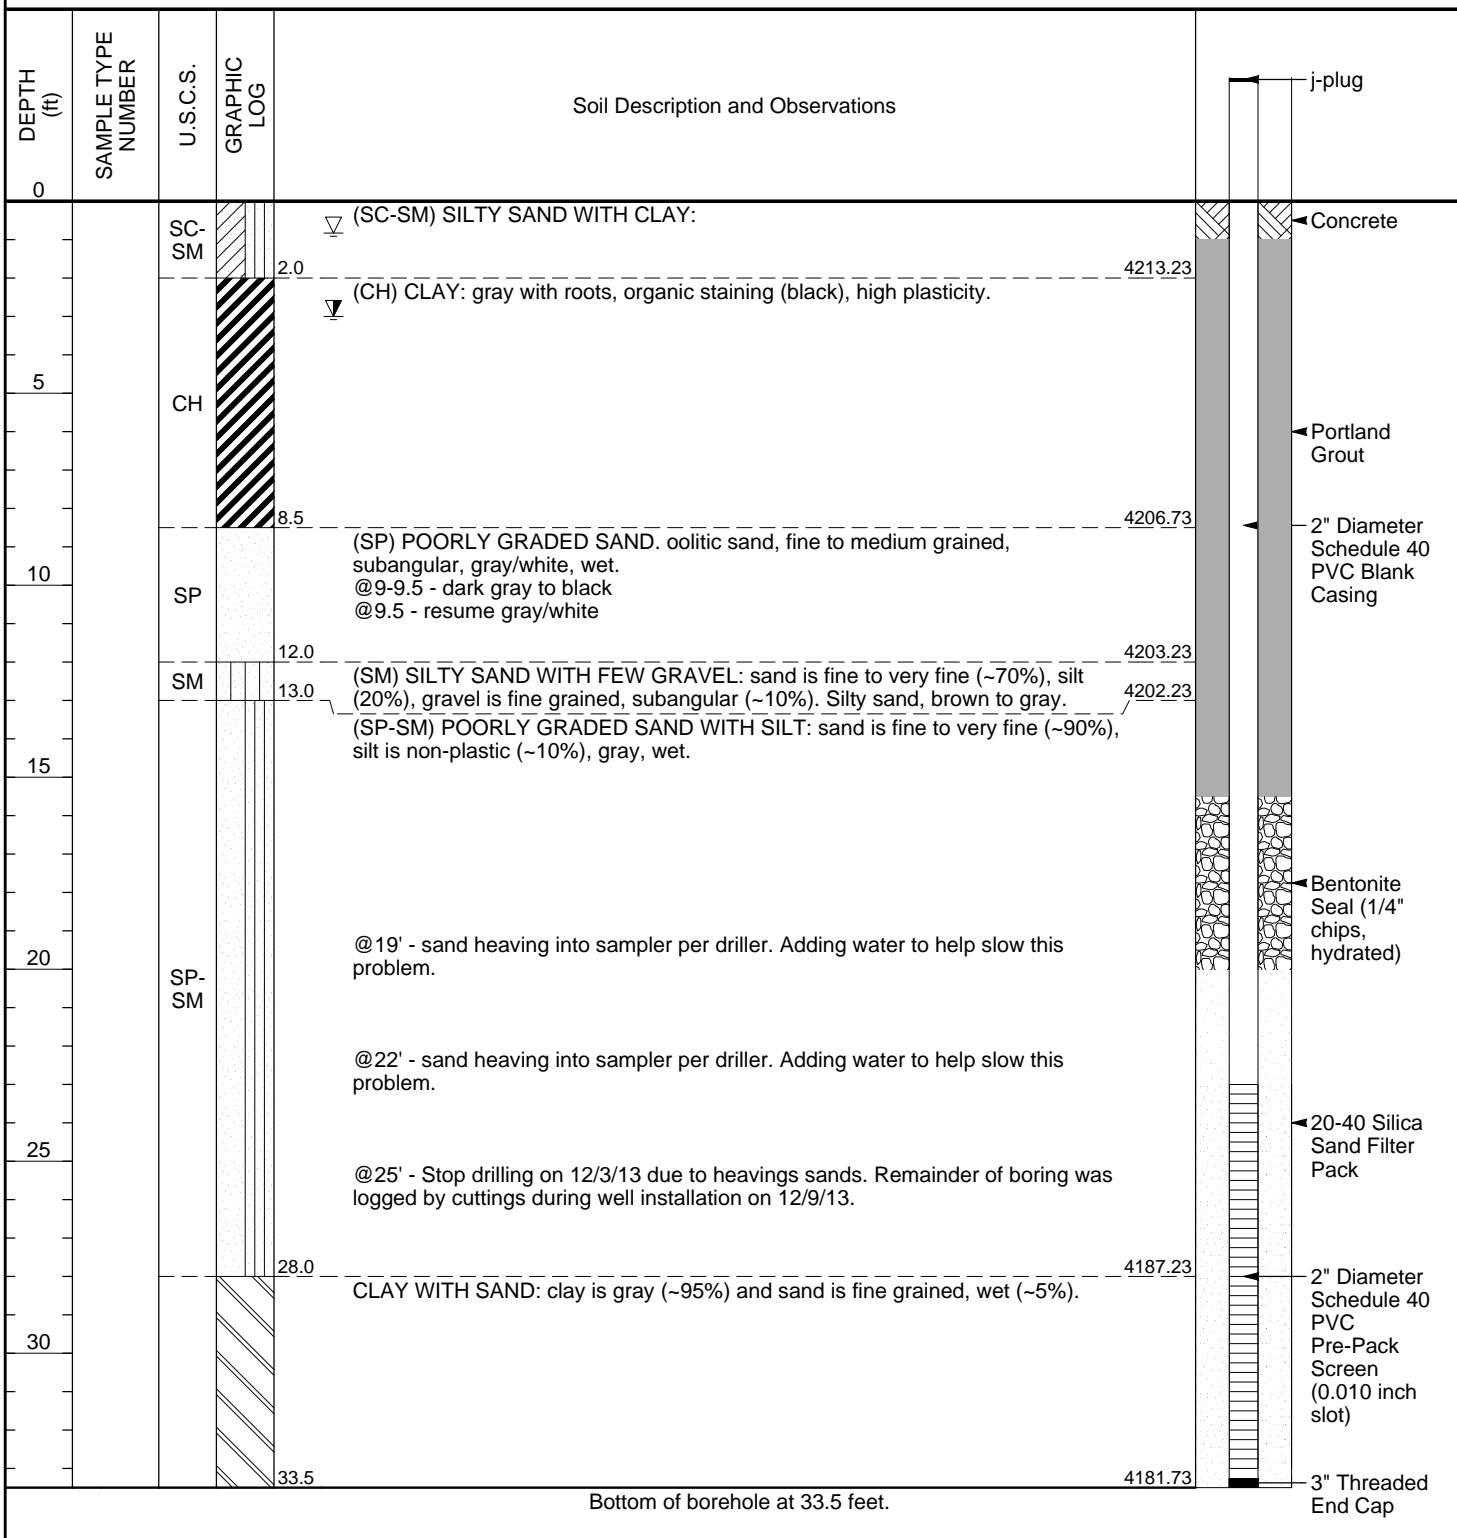 DEPTH
(ft)
SAMPLE TYPE
NUMBER
U.S.C.S.
GRAPHIC
LOG
Soil Description and Observations
j-plug
0
SC-
SM
(SC-SM) SILTY SAND WITH CLAY:
Concrete
2.0
4213.23
(CH) CLAY: gray with roots, organic staining (black), high plasticity.
5
CH
Portland
Grout
8.5
4206.73
2" Diameter
Schedule 40
PVC Blank
Casing
(SP) POORLY GRADED SAND. oolitic sand, fine to medium grained,
subangular, gray/white, wet.
@9-9.5 - dark gray to black
@9.5 - resume gray/white
10
SP
12.0
4203.23
SM
(SM) SILTY SAND WITH FEW GRAVEL: sand is fine to very fine (~70%), silt
(20%), gravel is fine grained, subangular (~10%). Silty sand, brown to gray.
13.0
4202.23
(SP-SM) POORLY GRADED SAND WITH SILT: sand is fine to very fine (~90%),
silt is non-plastic (~10%), gray, wet.
15
Bentonite
Seal (1/4"
chips,
hydrated)
@19' - sand heaving into sampler per driller. Adding water to help slow this
problem.
20
SP-
SM
@22' - sand heaving into sampler per driller. Adding water to help slow this
problem.
20-40 Silica
Sand Filter
Pack
25
@25' - Stop drilling on 12/3/13 due to heavings sands. Remainder of boring was
logged by cuttings during well installation on 12/9/13.
28.0
4187.23
CLAY WITH SAND: clay is gray (~95%) and sand is fine grained, wet (~5%).
2" Diameter
Schedule 40
PVC
Pre-Pack
Screen
(0.010 inch
slot)
30
33.5
4181.73
3" Threaded
End Cap
Bottom of borehole at 33.5 feet.